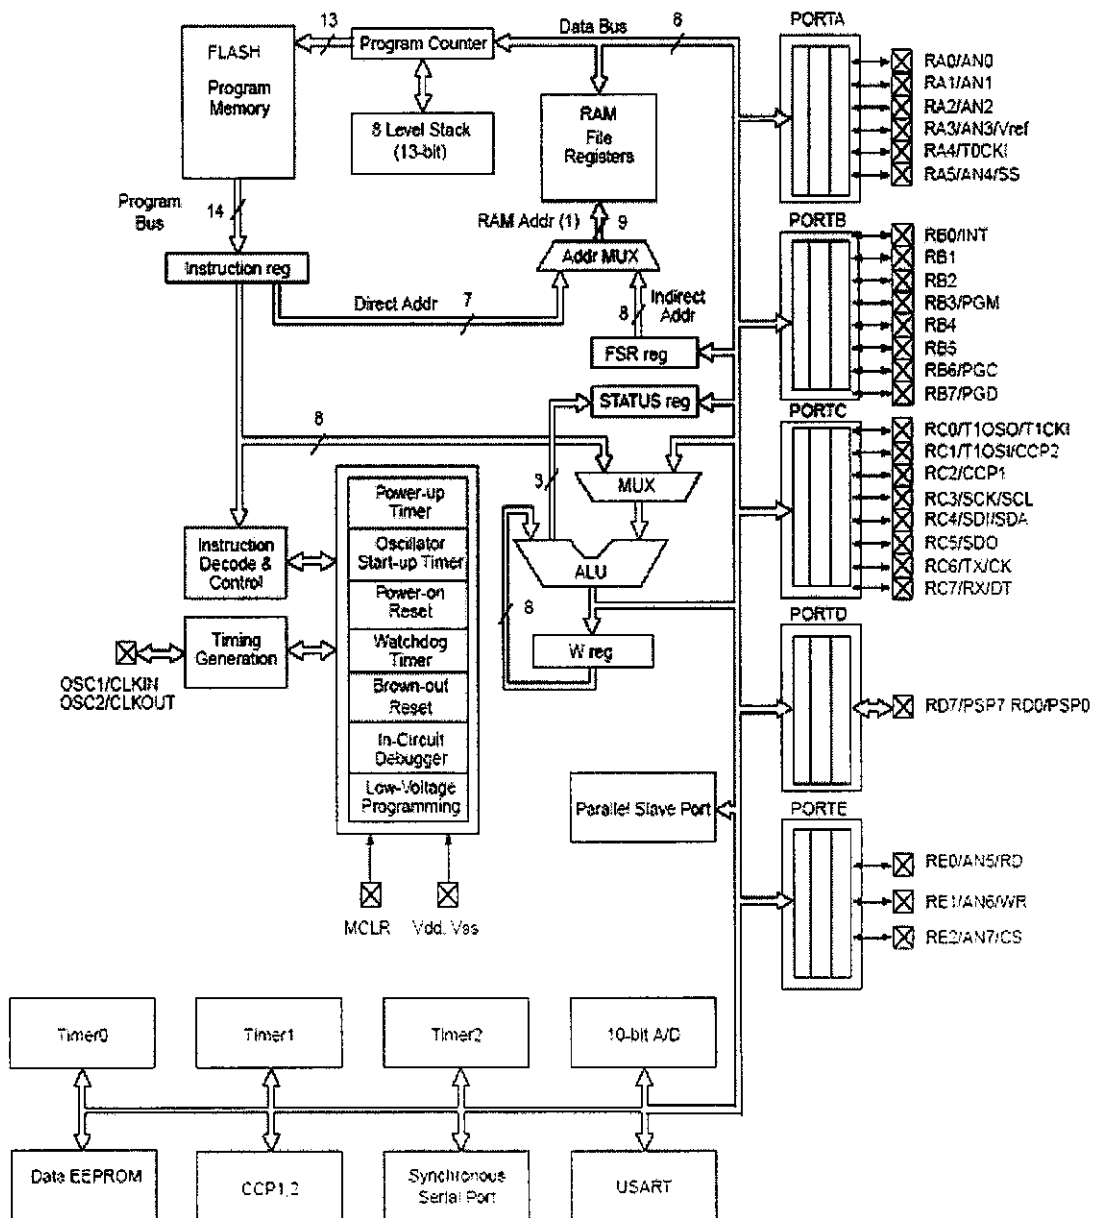 13
Data Bus
8
PORTA
FLASH
Program
Memory
Program Counter
8 Level Stack
(13-bit)
RAM
File
Registers
RA0/AN0
RA1/AN1
RA2/AN2
RA3/AN3/Vref
RA4/T0CKI
RA5/AN4/SS
Program
Bus
14
RAM Addr (1)
9
PORTB
Instruction reg
Addr MUX
RB0/INT
RB1
RB2
RB3/PGM
RB4
RB5
RB6/PGC
RB7/PGD
Direct Addr
7
8
Indirect
Addr
FSR reg
STATUS reg
PORTC
8
3
MUX
RC0/T1OSO/T1CKI
RC1/T1OSI/CCP2
RC2/CCP1
RC3/SCK/SCL
RC4/SDI/SDA
RC5/SDO
RC6/TX/CK
RC7/RX/DT
Power-up
Timer
Instruction
Decode &
Control
Oscillator
Start-up Timer
ALU
Power-on
Reset
8
PORTD
Timing
Generation
Watchdog
Timer
W reg
OSC1/CLKIN
OSC2/CLKOUT
Brown-out
Reset
RD7/PSP7 RD0/PSP0
In-Circuit
Debugger
Low-Voltage
Programming
Parallel Slave Port
PORTE
RE0/AN5/RD
RE1/AN6/WR
RE2/AN7/CS
MCLR
Vdd, Vss
Timer0
Timer1
Timer2
10-bit A/D
Data EEPROM
CCP1,2
Synchronous
Serial Port
USART